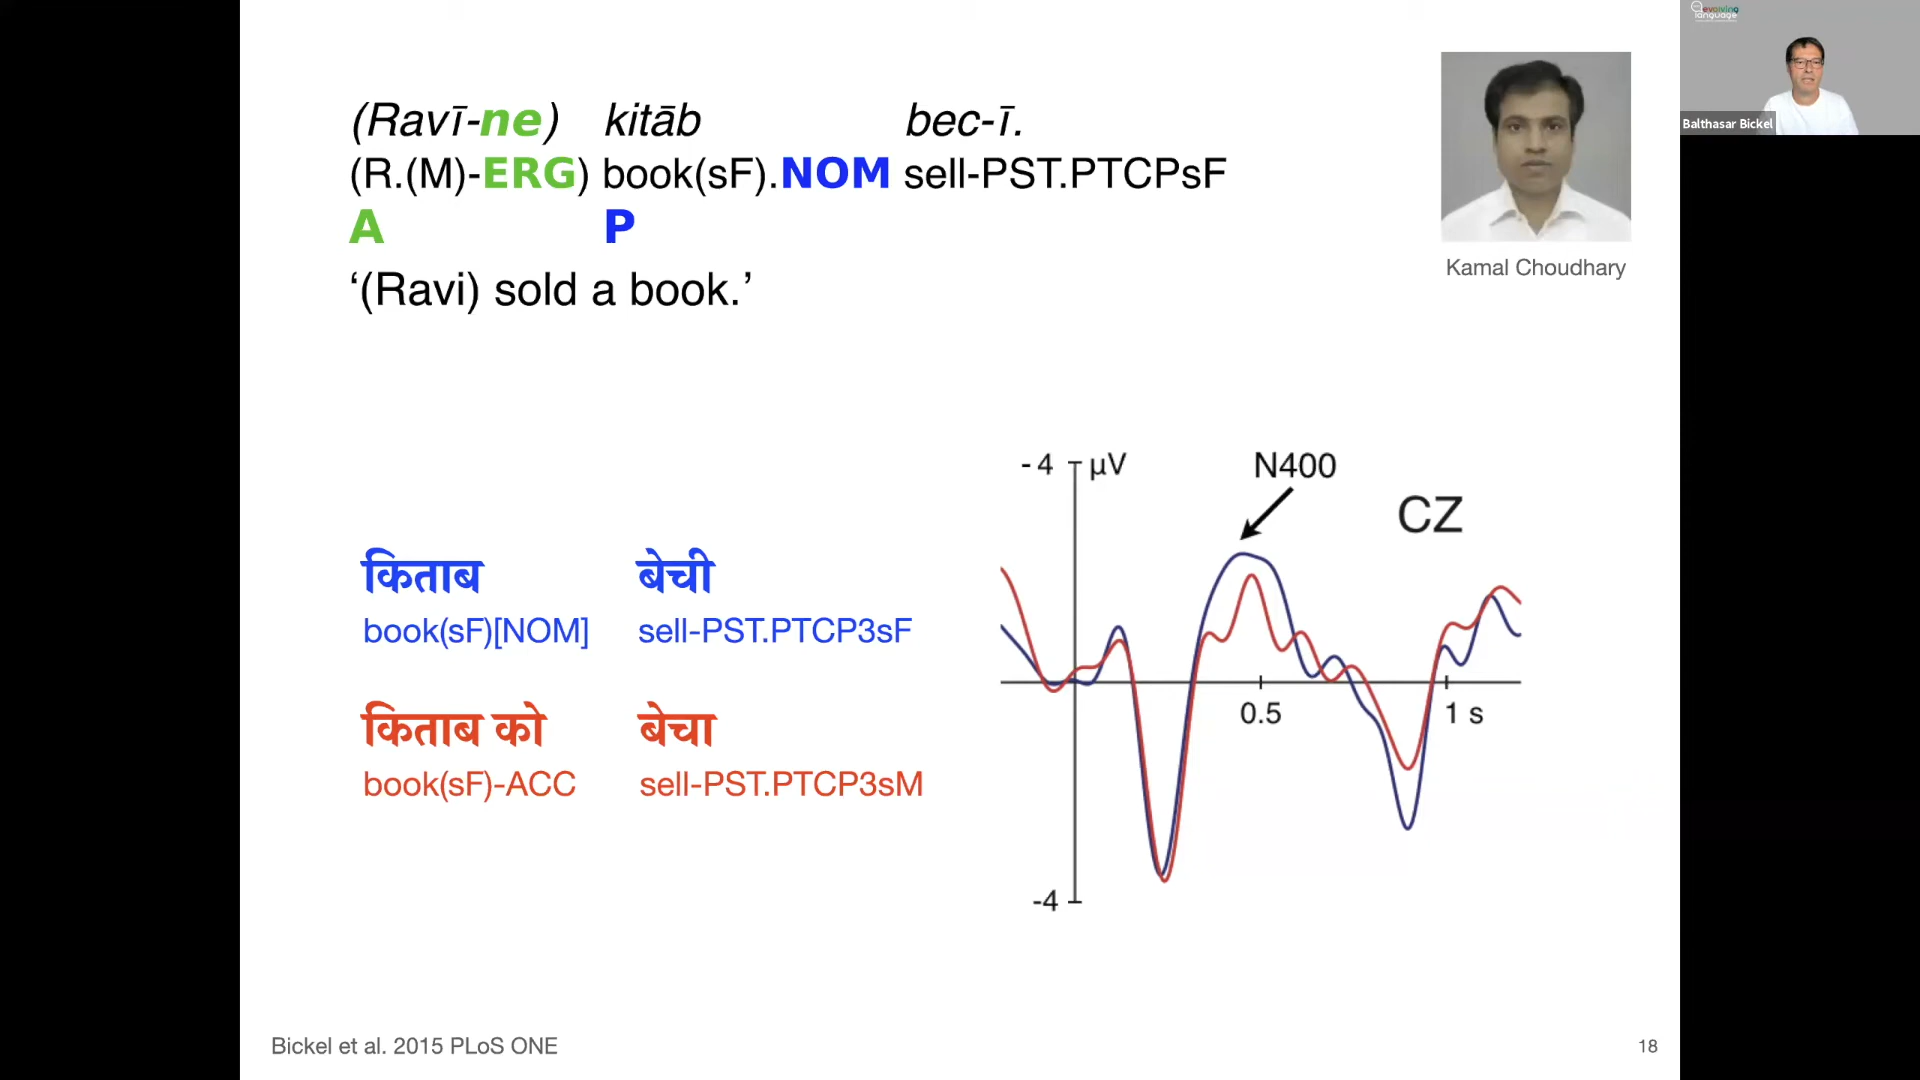 evolving
language
Balthasar Bickel
(Ravī-ne) kitāb bec-ī.
(R.(M)-ERG) book(sF).NOM sell-PST.PTCPsF
A P
‘(Ravi) sold a book.’
Kamal Choudhary
किताब बेची
book(sF)[NOM] sell-PST.PTCP3sF
किताब को बेचा
book(sF)-ACC sell-PST.PTCP3sM
- 4 µV N400
CZ
0.5 1 s
-4
Bickel et al. 2015 PLoS ONE
18